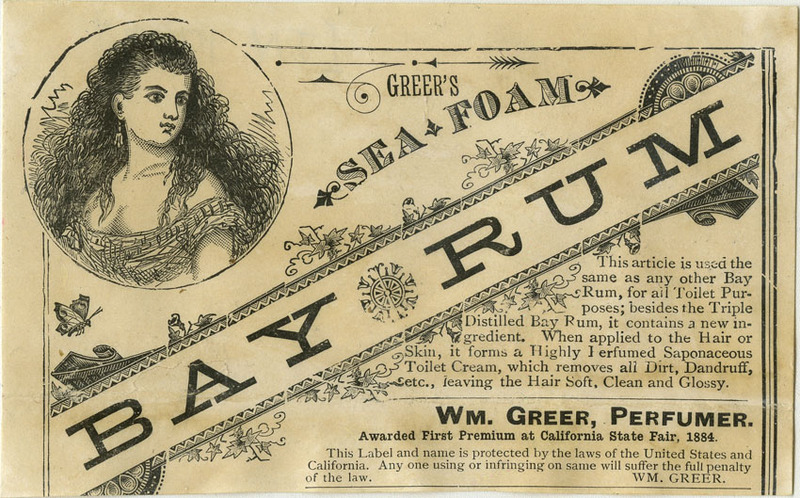 GREER'S
SEA FOAM
BAY RUM
This article is used the
same as any other Bay
Rum, for all Toilet Pur-
poses; besides the Triple
Distilled Bay Rum, it contains a new in-
gredient. When applied to the Hair or
Skin, it forms a Highly Perfumed Saponaceous
Toilet Cream, which removes all Dirt, Dandruff,
etc., leaving the Hair Soft, Clean and Glossy.
WM. GREER, PERFUMER.
Awarded First Premium at California State Fair, 1884.
This Label and name is protected by the laws of the United States and
California. Any one using or infringing on same will suffer the full penalty
of the law. WM. GREER.